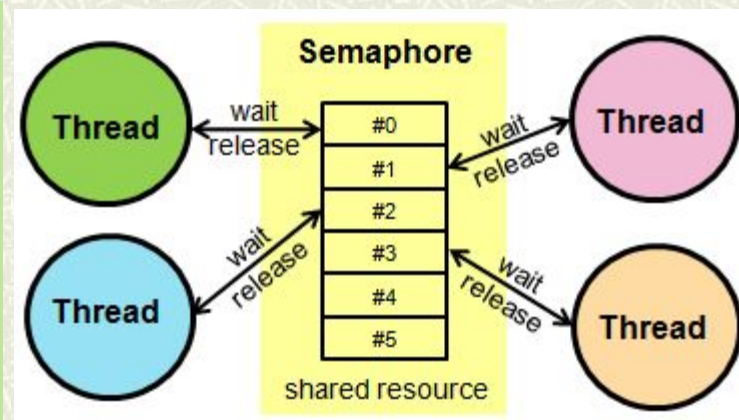 Semaphore
Thread
wait
release
#0
#1
#2
#3
#4
#5
wait
release
Thread
Thread
wait
release
wait
release
Thread
shared resource